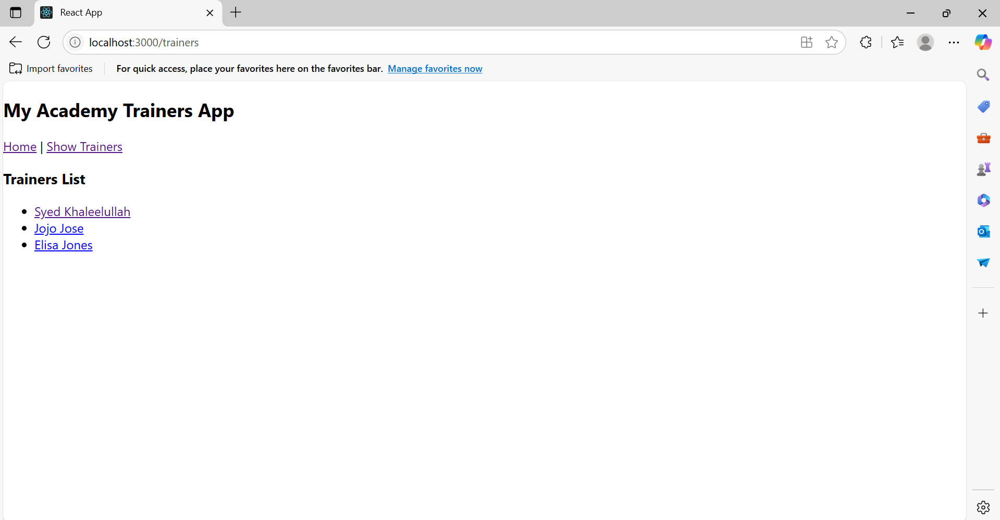 React App
localhost:3000/trainers
Import favorites For quick access, place your favorites here on the favorites bar. Manage favorites now
My Academy Trainers App
Home | Show Trainers
Trainers List
Syed Khaleelullah
Jojo Jose
Elisa Jones